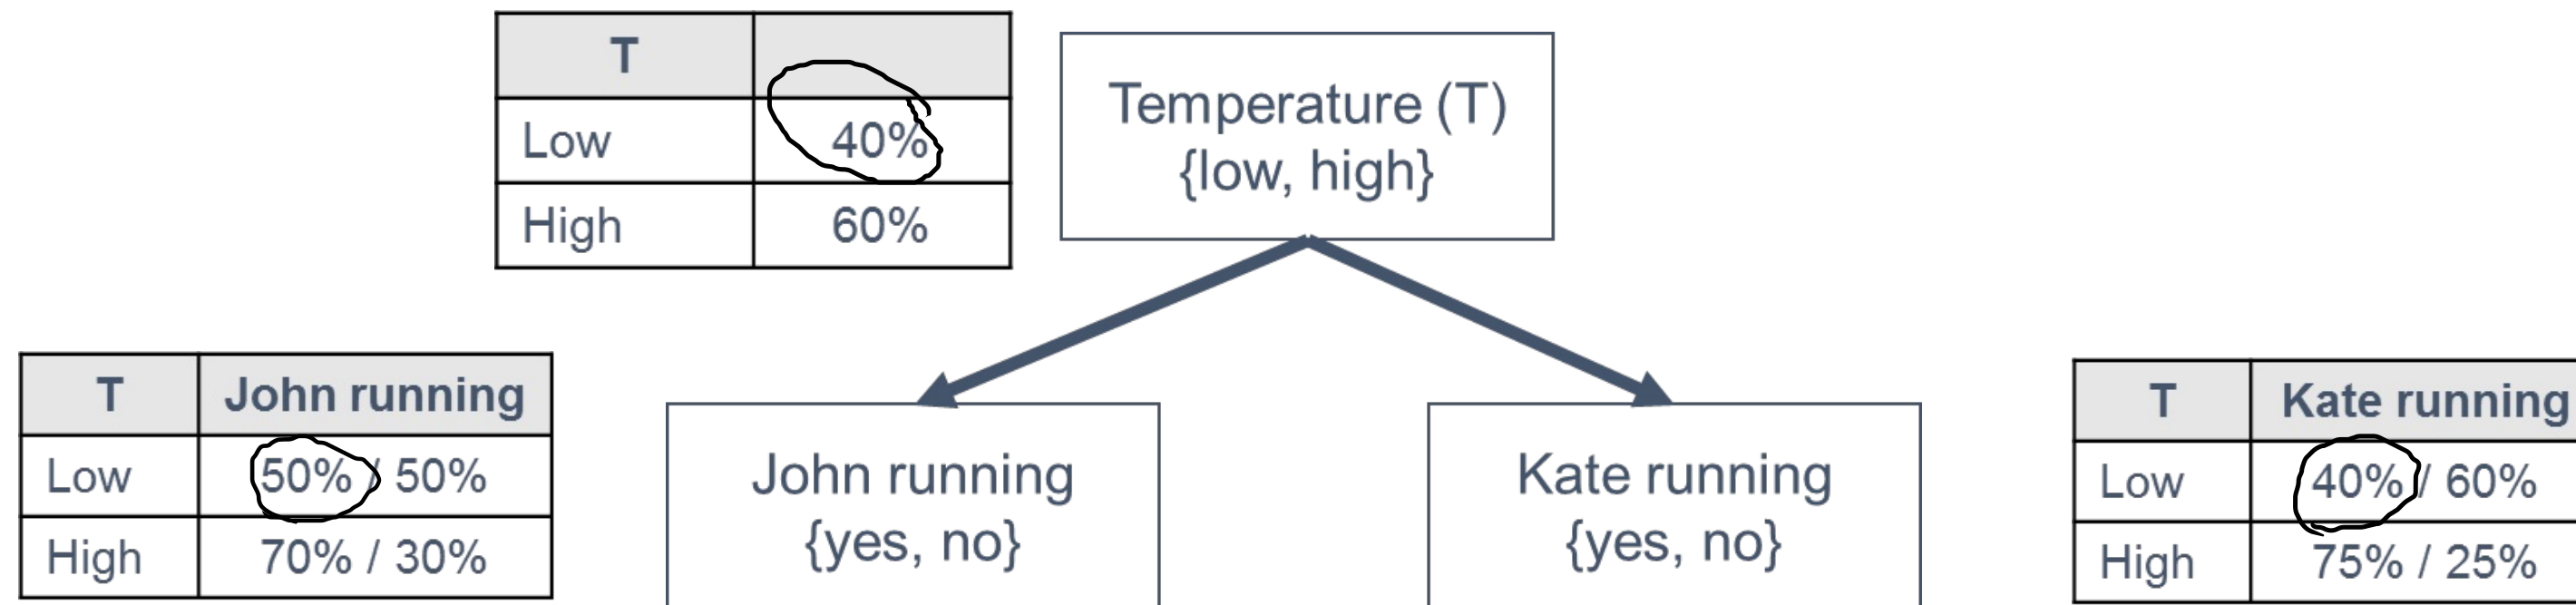 T
Low 40%
High 60%
Temperature (T)
{low, high}
T John running
Low 50% / 50%
High 70% / 30%
John running
{yes, no}
Kate running
{yes, no}
T Kate running
Low 40% / 60%
High 75% / 25%